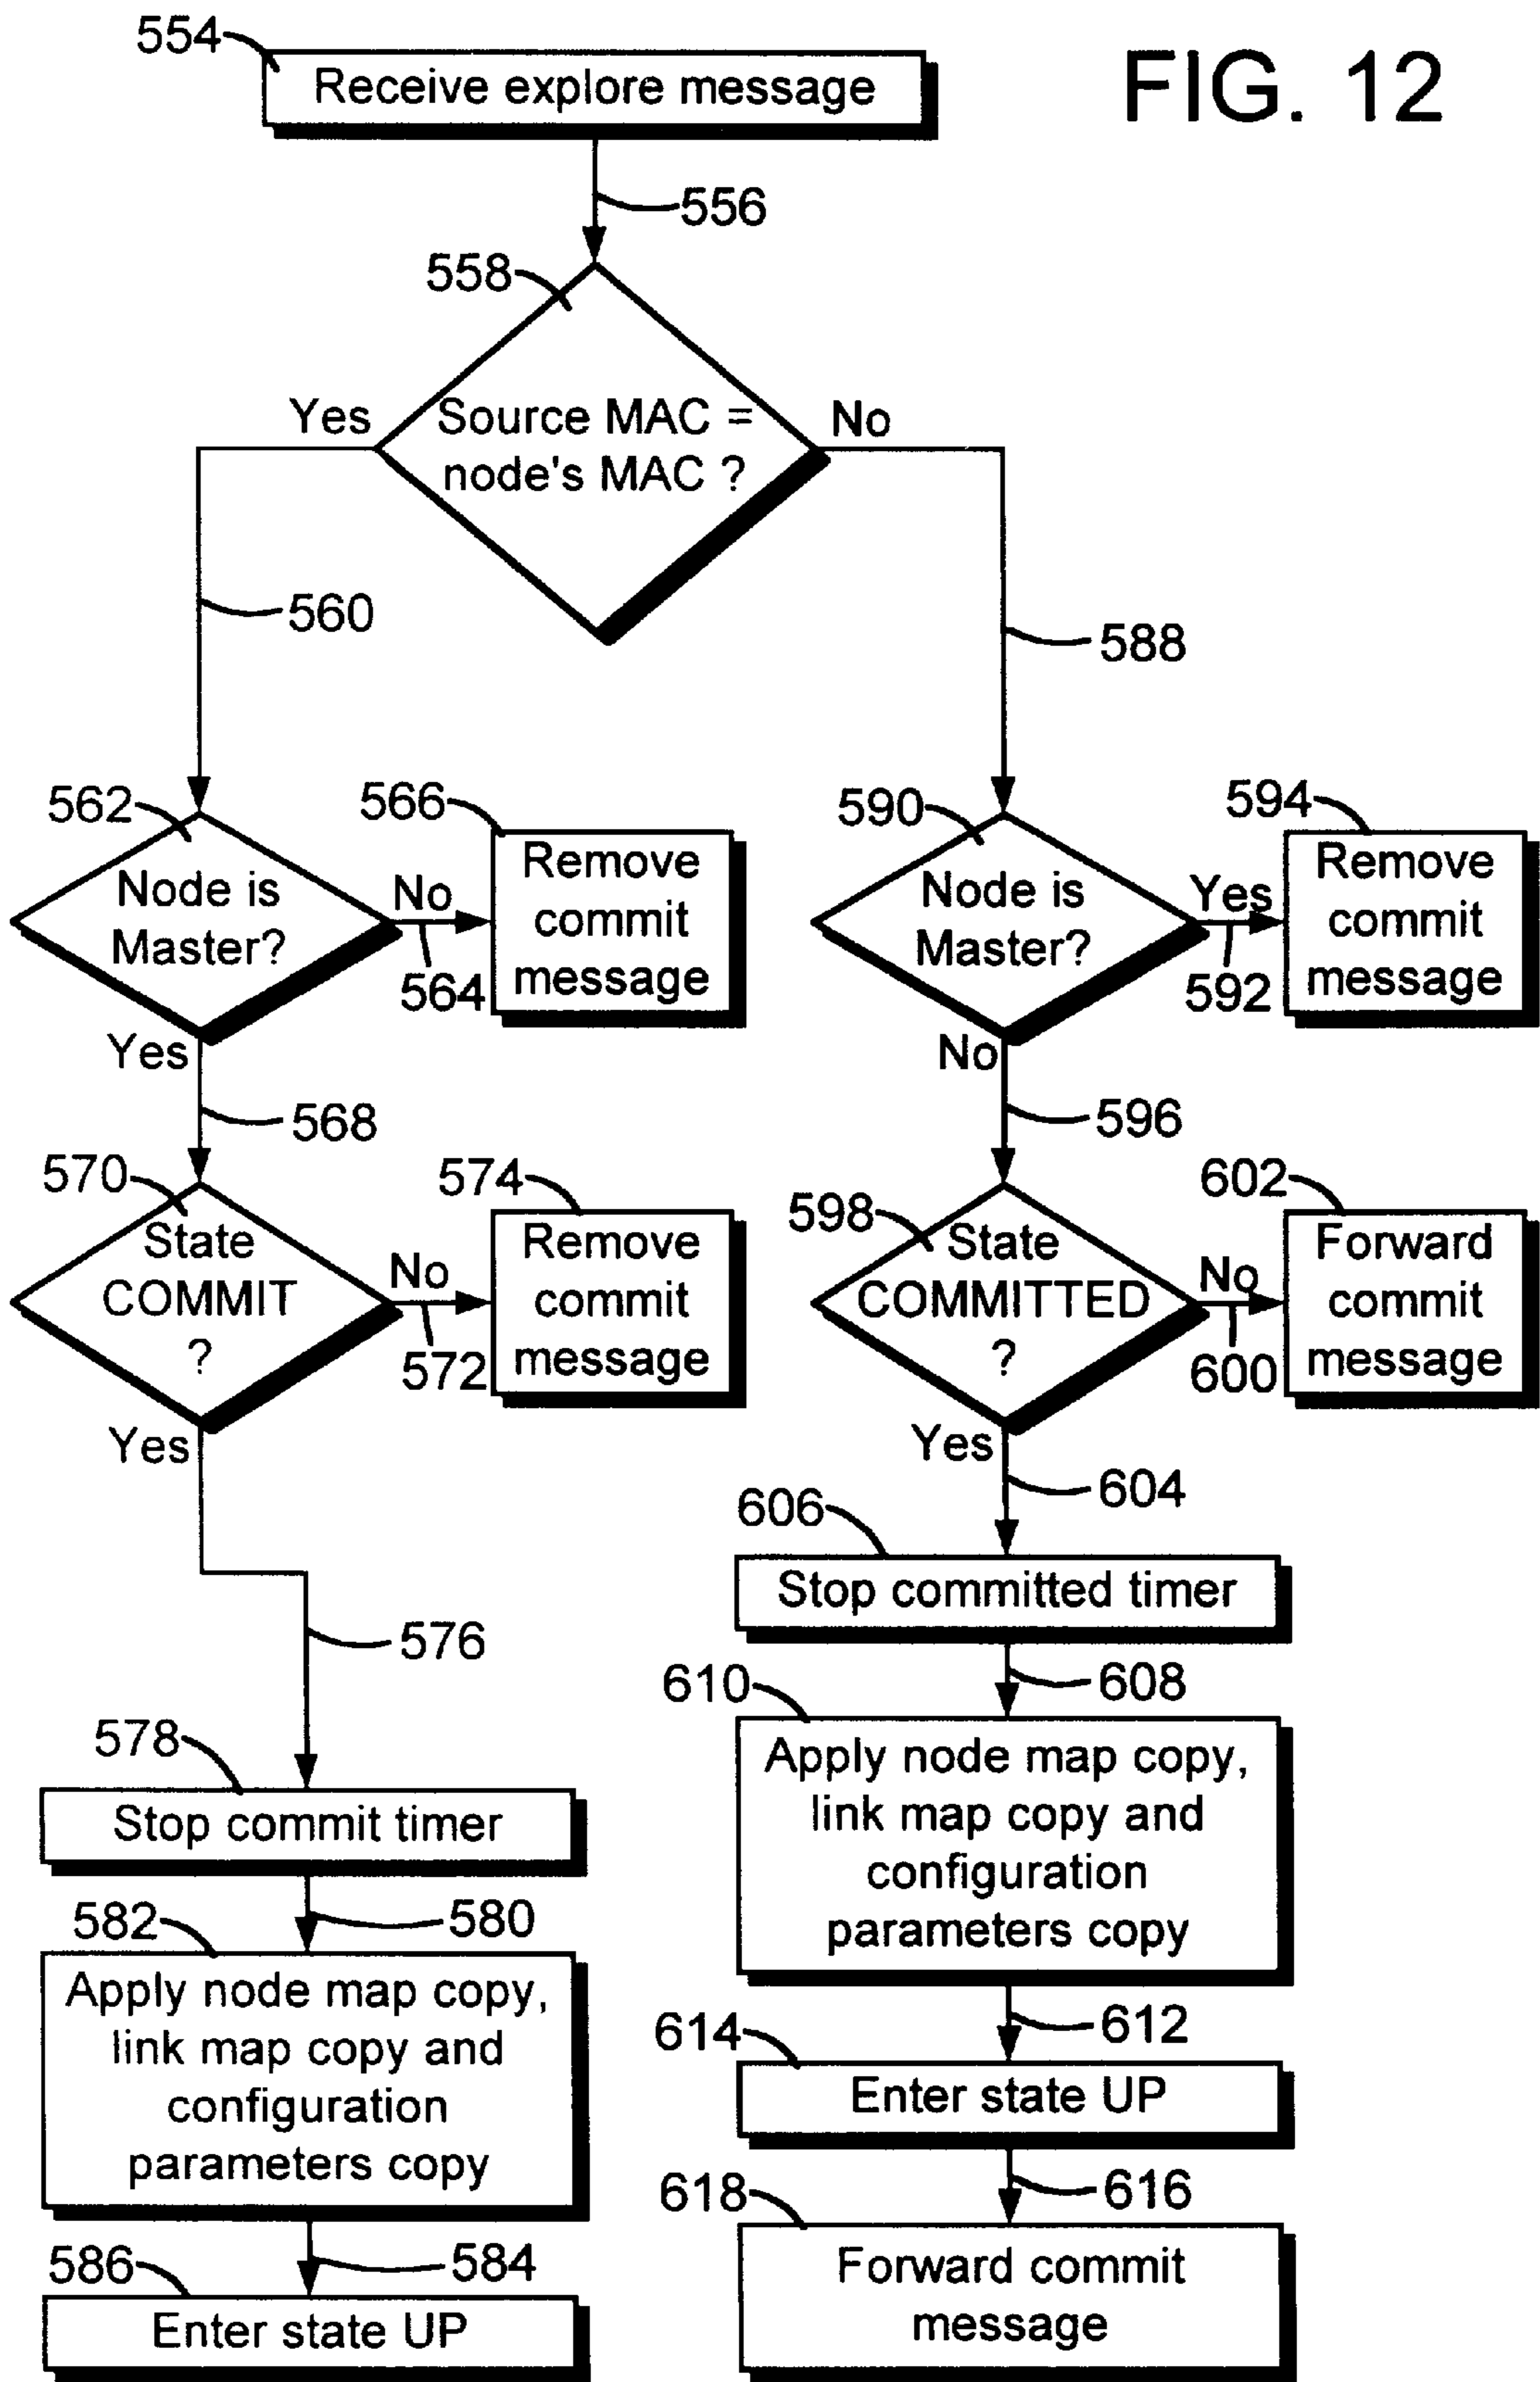 554
Receive explore message
FIG. 12
556
558
Yes
Source MAC =
node's MAC ?
No
560
588
562
Node is
Master?
No
564
566
Remove
commit
message
590
Node is
Master?
Yes
592
594
Remove
commit
message
Yes
568
No
596
570
State
COMMIT
?
No
572
574
Remove
commit
message
598
State
COMMITTED
?
No
600
602
Forward
commit
message
Yes
576
Yes
604
606
Stop committed timer
608
578
Stop commit timer
580
610
Apply node map copy,
link map copy and
configuration
parameters copy
582
Apply node map copy,
link map copy and
configuration
parameters copy
612
614
Enter state UP
616
584
586
Enter state UP
618
Forward commit
message